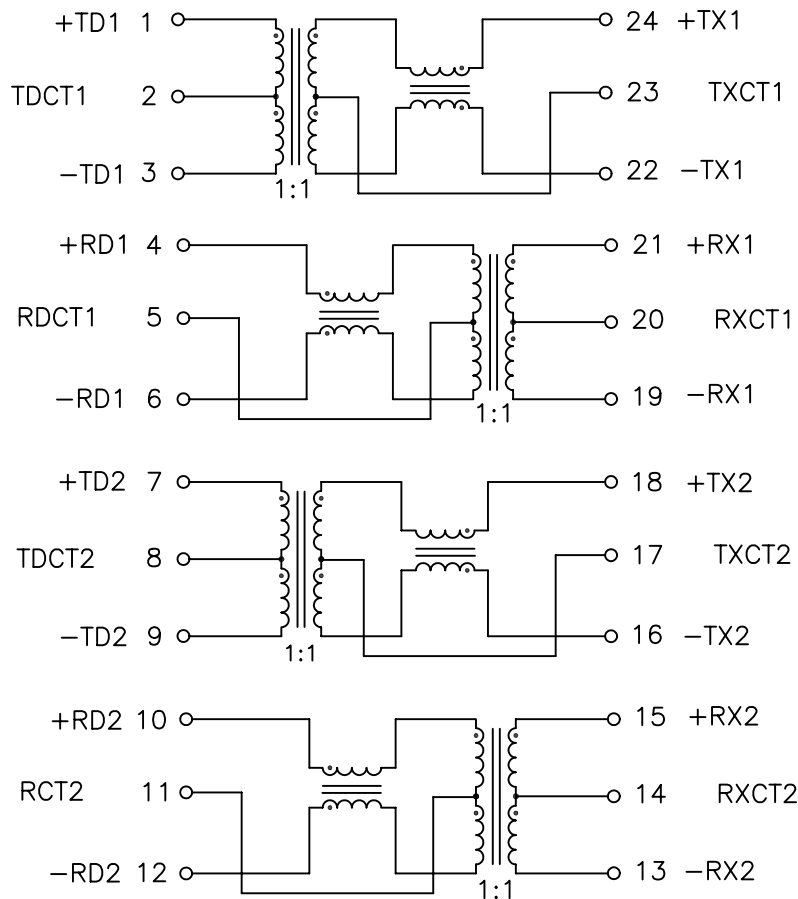 +TD1 1 24 +TX1
TDCT1 2 23 TXCT1
−TD1 3 22 −TX1
1:1
+RD1 4 21 +RX1
RDCT1 5 20 RXCT1
−RD1 6 19 −RX1
1:1
+TD2 7 18 +TX2
TDCT2 8 17 TXCT2
−TD2 9 16 −TX2
1:1
+RD2 10 15 +RX2
RCT2 11 14 RXCT2
−RD2 12 13 −RX2
1:1